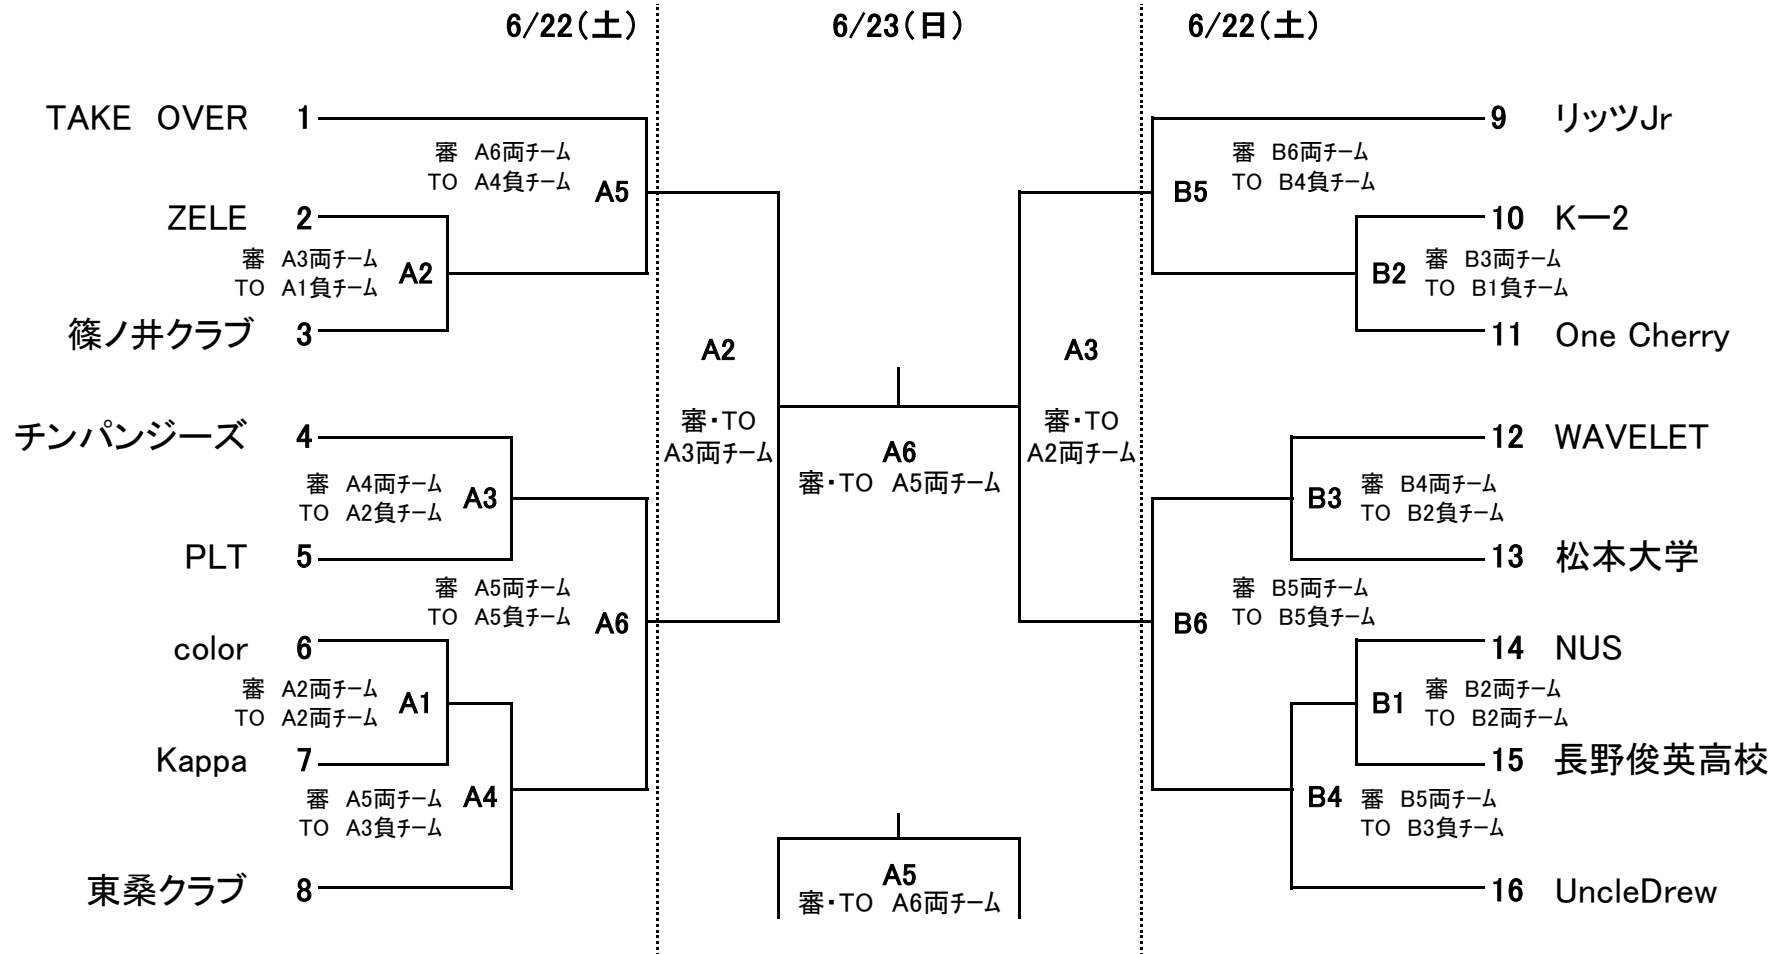 6/22(土)
6/23(日)
6/22(土)
TAKE　OVER　1
審　A6両チーム
TO　A4負チーム
A5
ZELE　2
審　A3両チーム
TO　A1負チーム
A2
篠ノ井クラブ　3
チンパンジーズ　4
審　A4両チーム
TO　A2負チーム
A3
PLT　5
審　A5両チーム
TO　A5負チーム
A6
color　6
審　A2両チーム
TO　A2両チーム
A1
Kappa　7
審　A5両チーム
TO　A3負チーム
A4
東桑クラブ　8
A2
審・TO
A3両チーム
A6
審・TO　A5両チーム
A3
審・TO
A2両チーム
A5
審・TO　A6両チーム
9　リッツJr
B5
審　B6両チーム
TO　B4負チーム
10　Kー2
B2
審　B3両チーム
TO　B1負チーム
11　One Cherry
12　WAVELET
B3
審　B4両チーム
TO　B2負チーム
13　松本大学
B6
審　B5両チーム
TO　B5負チーム
14　NUS
B1
審　B2両チーム
TO　B2両チーム
15　長野俊英高校
B4
審　B5両チーム
TO　B3負チーム
16　UncleDrew